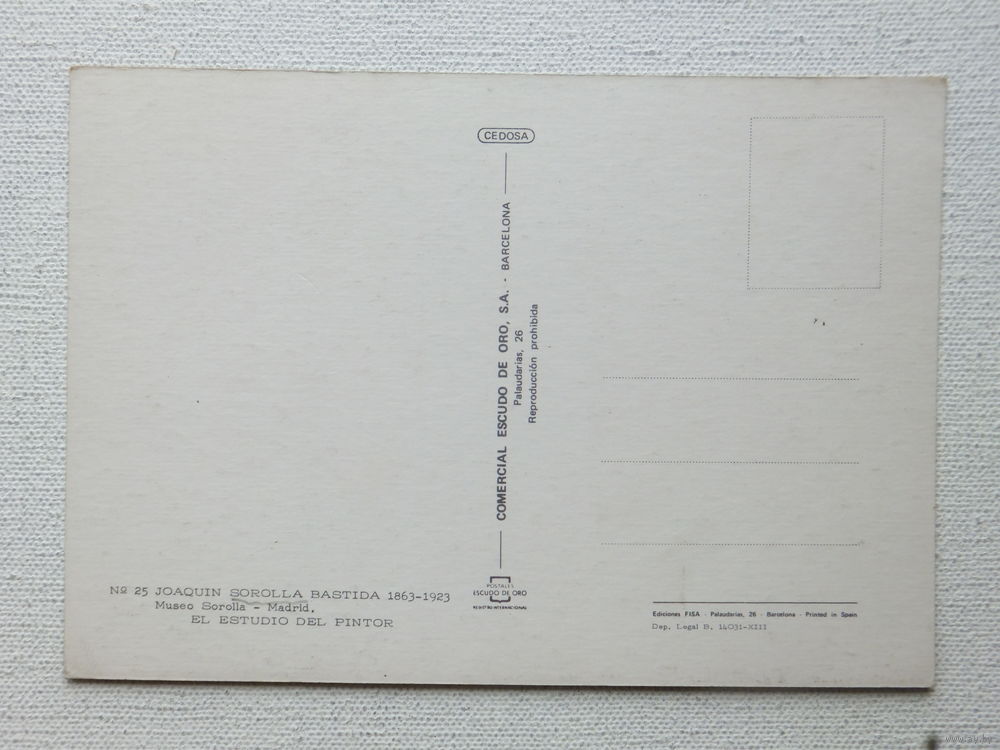 CEDOSA
COMERCIAL ESCUDO DE ORO, S.A. - BARCELONA
Palaudarias, 26
Reproducción prohibida
Nº 25 JOAQUIN SOROLLA BASTIDA 1863-1923
Museo Sorolla - Madrid.
EL ESTUDIO DEL PINTOR
POSTALES
ESCUDO DE ORO
REGISTRO INTERNACIONAL
Ediciones FISA - Palaudarias, 26 - Barcelona - Printed in Spain
Dep. Legal B. 14031-XIII